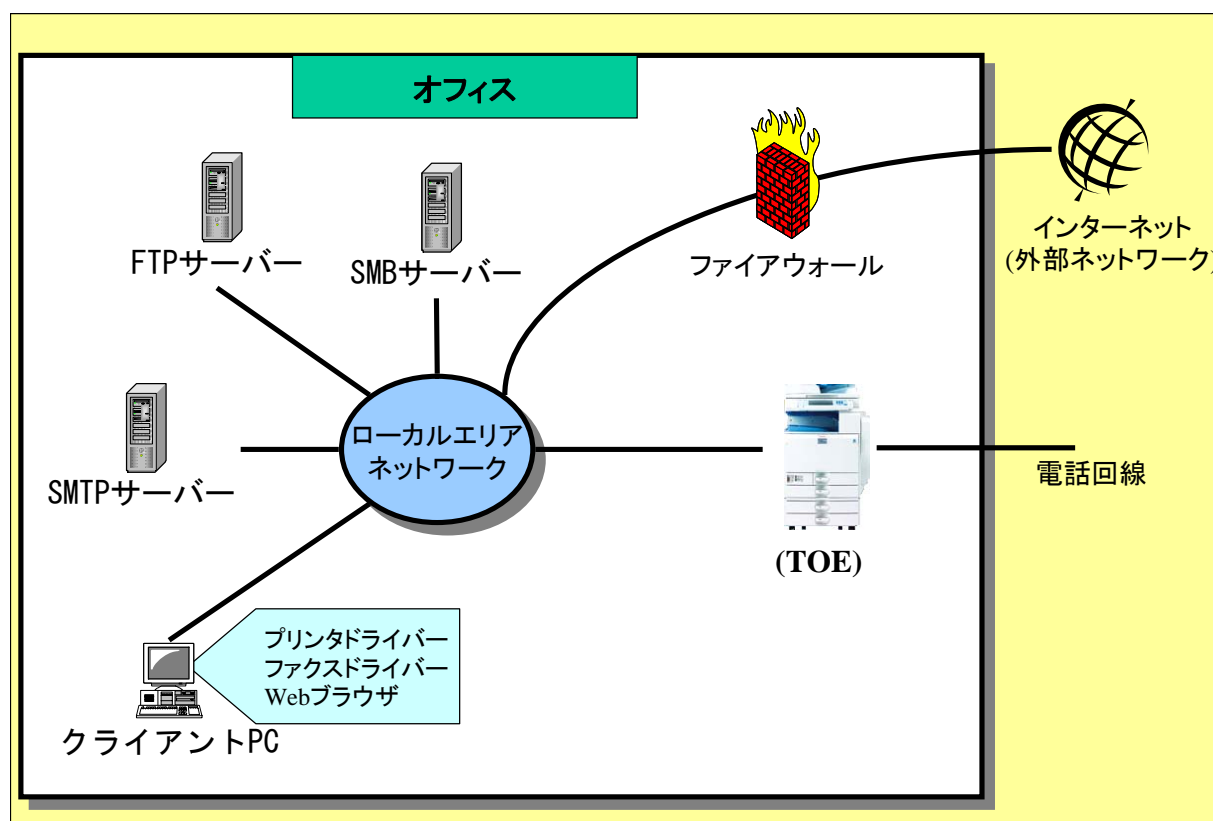 オフィス
FTPサーバー
SMBサーバー
ファイアウォール
インターネット
(外部ネットワーク)
SMTPサーバー
ローカルエリア
ネットワーク
(TOE)
電話回線
プリンタドライバー
ファクスドライバー
Webブラウザ
クライアントPC